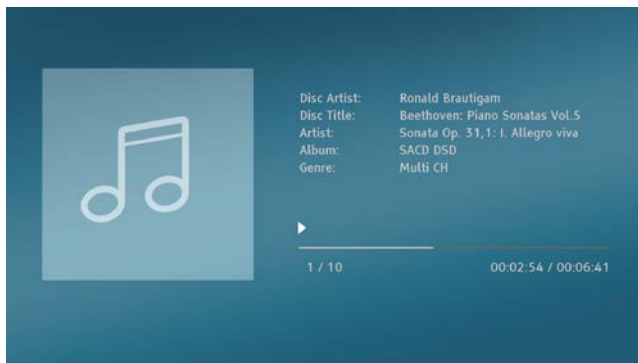 Disc Artist: Ronald Brautigam
Disc Title: Beethoven: Piano Sonatas Vol.5
Artist: Sonata Op. 31,1: I. Allegro viva
Album: SACD DSD
Genre: Multi CH
1 / 10 00:02:54 / 00:06:41